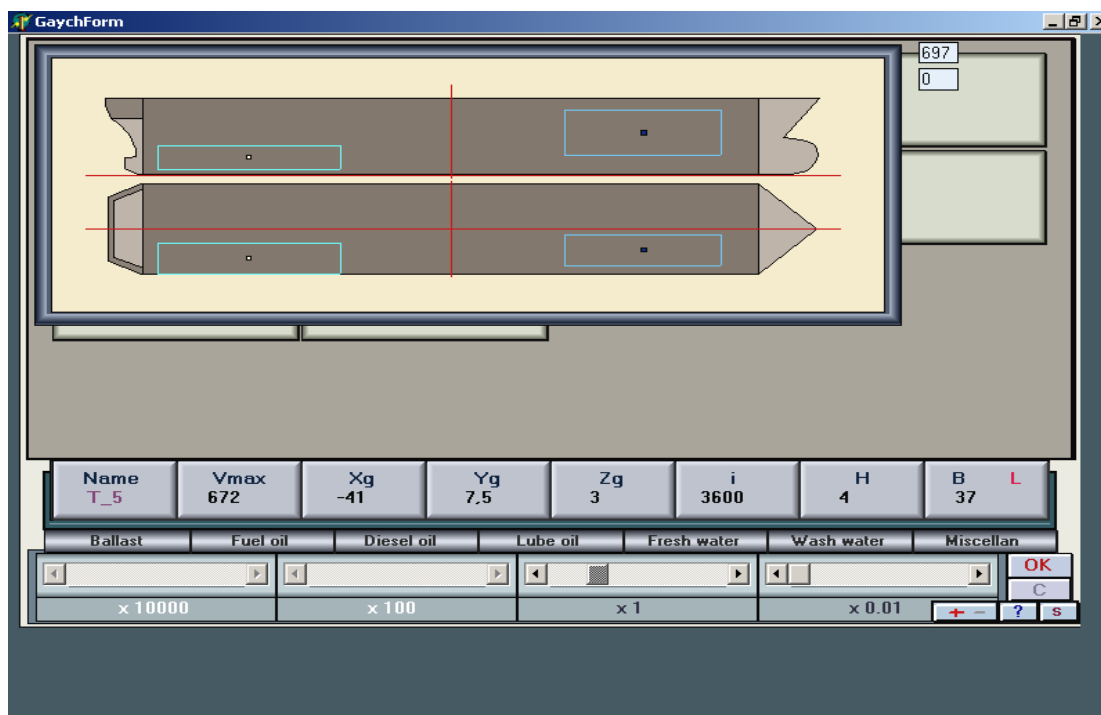 GaychForm
697
0
Name Vmax Xg Yg Zg i H B L
T_5 672 -41 7,5 3 3600 4 37
Ballast Fuel oil Diesel oil Lube oil Fresh water Wash water Miscellan
OK
C
x 10000 x 100 x 1 x 0.01 + - ? s